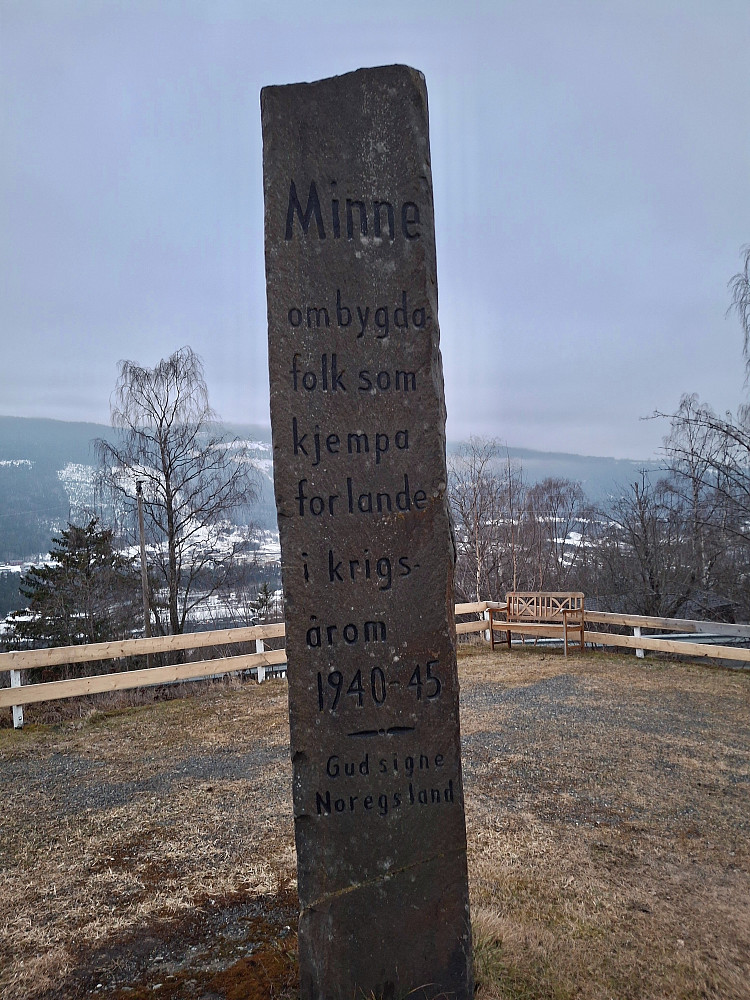 Minne
om bygda-
folk som
kjempa
for lande
i krigs-
årom
1940-45
Gud signe
Noregs land